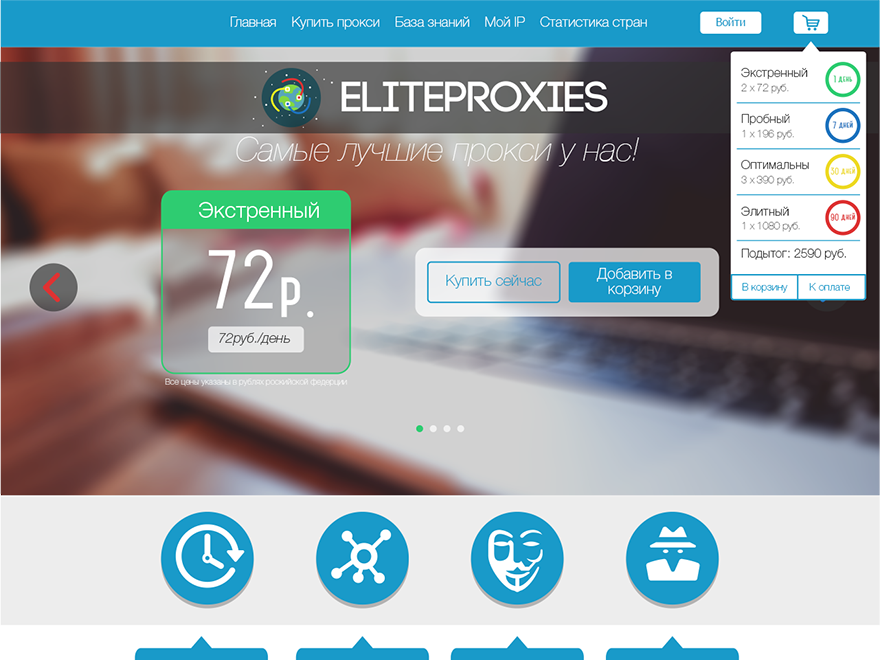 Главная Купить прокси База знаний Мой IP Статистика стран Войти
ELITEPROXIES
Самые лучшие прокси у нас!
Экстренный
72р.
72руб./день
Все цены указаны в рублях российской федерции
Купить сейчас
Добавить в
корзину
Экстренный
2 x 72 руб.
1 ДЕНЬ
Пробный
1 x 196 руб.
7 ДНЕЙ
Оптимальны
3 x 390 руб.
30 ДНЕЙ
Элитный
1 x 1080 руб.
90 ДНЕЙ
Подытог: 2590 руб.
В корзину К оплате